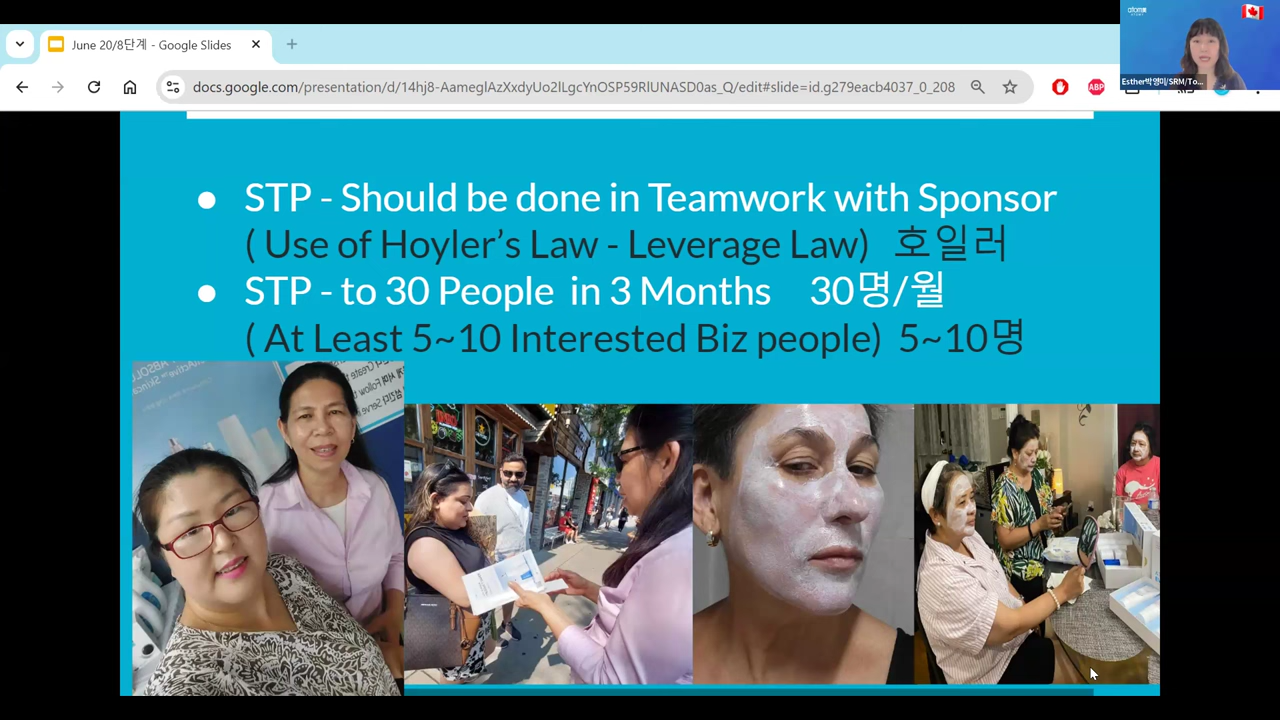 June 20/8단계 - Google Slides
docs.google.com/presentation/d/14hj8-AamegJAzXxdyUo2lLgcYnOSP59RlUNASD0as_Q/edit#slide=id.g279eacb4037_0_208
ABP
Esther박영미/SRM/To...
STP - Should be done in Teamwork with Sponsor
( Use of Hoyler’s Law - Leverage Law) 호일러
STP - to 30 People in 3 Months 30명/월
( At Least 5~10 Interested Biz people) 5~10명